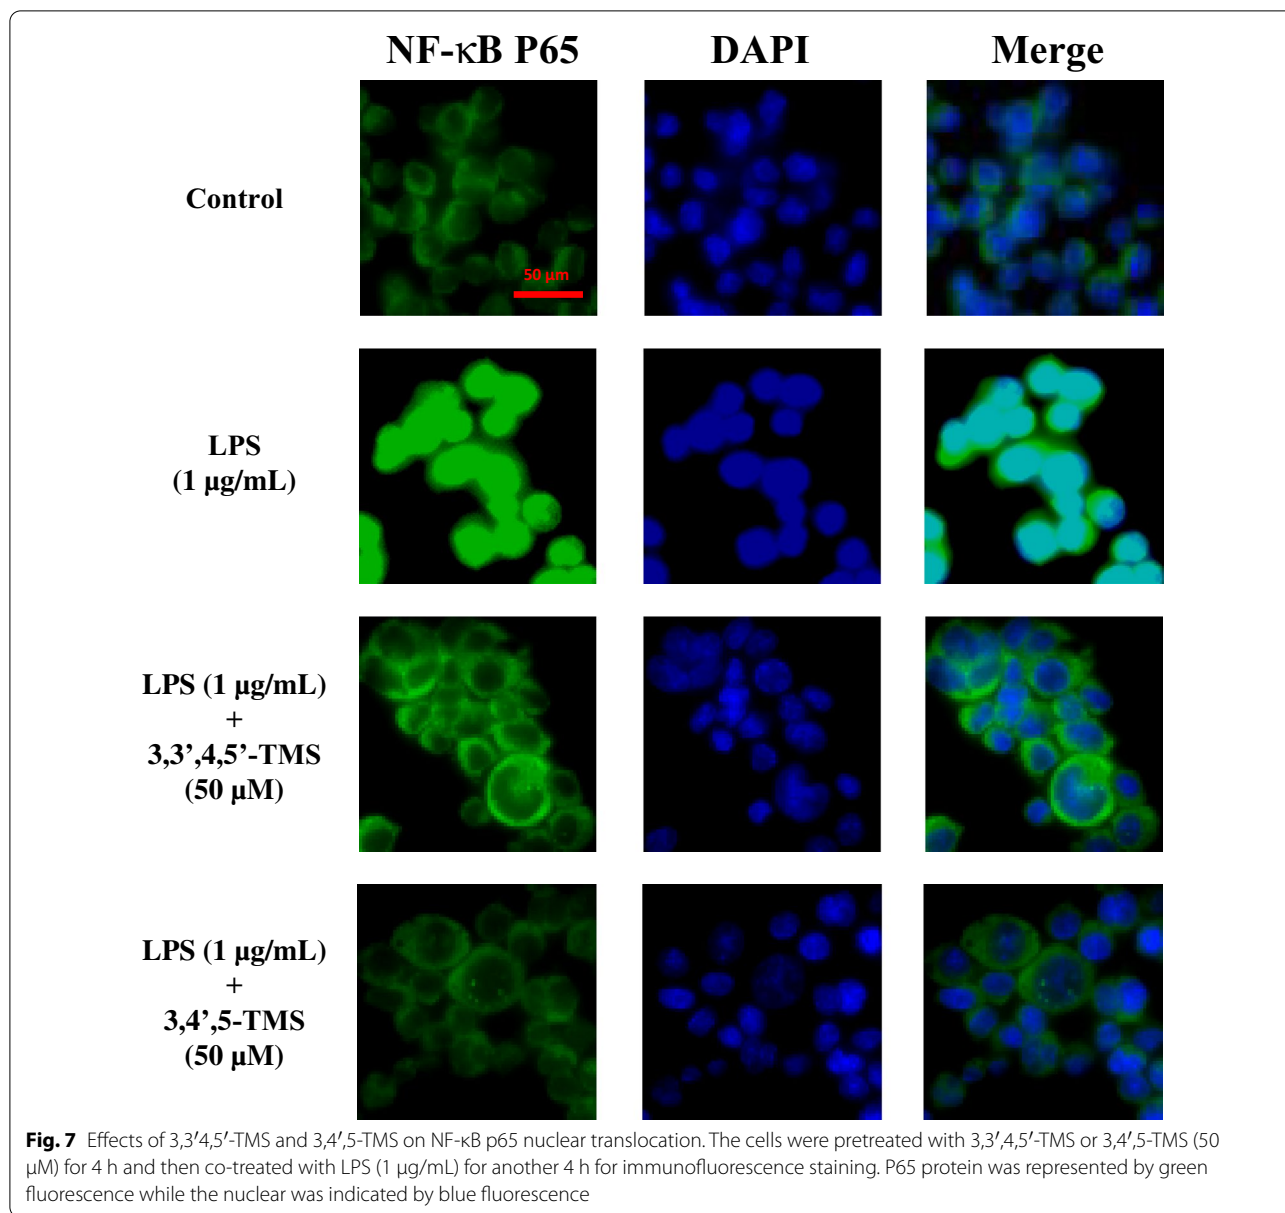 NF-κB P65 DAPI Merge
Control
50 μm
LPS
(1 μg/mL)
LPS (1 μg/mL)
+
3,3’,4,5’-TMS
(50 μM)
LPS (1 μg/mL)
+
3,4’,5-TMS
(50 μM)
Fig. 7 Effects of 3,3′4,5′-TMS and 3,4′,5-TMS on NF-κB p65 nuclear translocation. The cells were pretreated with 3,3′,4,5′-TMS or 3,4′,5-TMS (50
μM) for 4 h and then co-treated with LPS (1 μg/mL) for another 4 h for immunofluorescence staining. P65 protein was represented by green
fluorescence while the nuclear was indicated by blue fluorescence